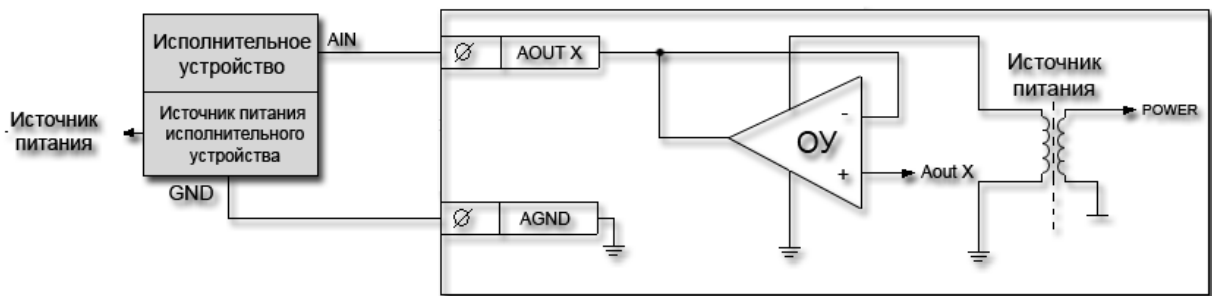 Исполнительное
устройство
AIN
AOUT X
Источник
питания
Источник питания
исполнительного
устройства
Источник
питания
POWER
-
ОУ
+
Aout X
GND
AGND